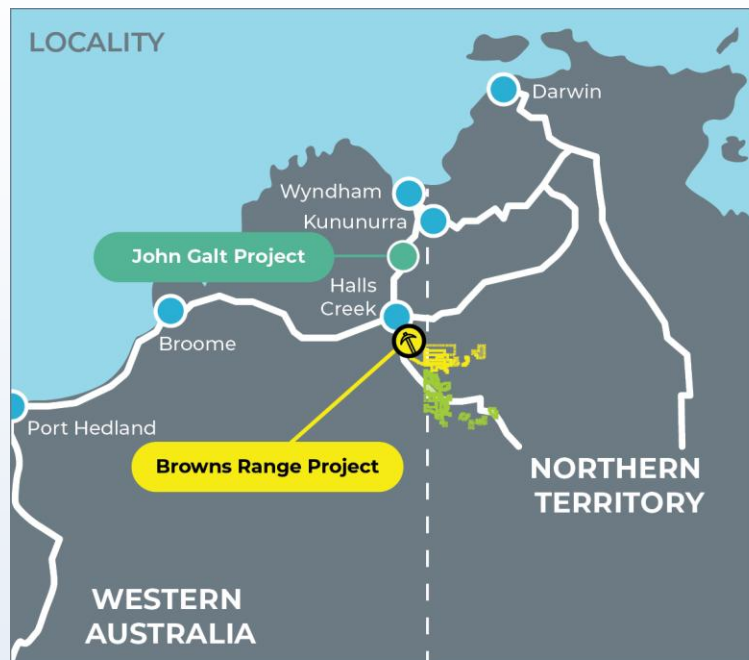 LOCALITY
Darwin
Wyndham
Kununurra
John Galt Project
Halls
Creek
Broome
Port Hedland
Browns Range Project
NORTHERN
TERRITORY
WESTERN
AUSTRALIA